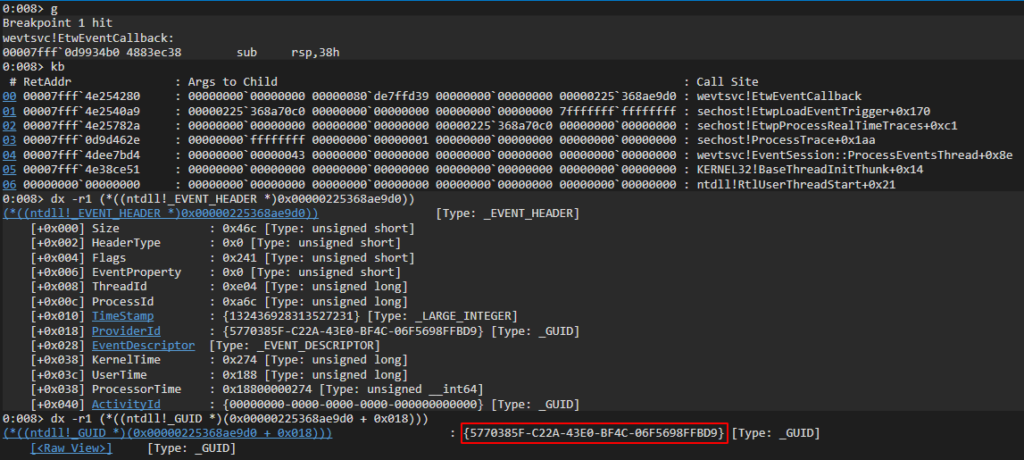 0:008> g
Breakpoint 1 hit
wevtsvc!EtwEventCallback:
00007fff`0d9934b0 4883ec38        sub     rsp,38h
0:008> kb
 # RetAddr           : Args to Child                                                           : Call Site
00 00007fff`4e254280 : 00000000`00000000 00000080`de7ffd39 00000000`00000000 00000225`368ae9d0 : wevtsvc!EtwEventCallback
01 00007fff`4e2540a9 : 00000225`368a70c0 00000000`00000000 00000000`00000000 7fffffff`ffffffff : sechost!EtwpLoadEventTrigger+0x170
02 00007fff`4e25782a : 00000000`00000000 00000000`00000000 00000225`368a70c0 00000000`00000000 : sechost!EtwpProcessRealTimeTraces+0xc1
03 00007fff`0d9d462e : 00000000`ffffffff 00000000`00000001 00000000`00000000 00000000`00000000 : sechost!ProcessTrace+0x1aa
04 00007fff`4dee7bd4 : 00000000`00000043 00000000`00000000 00000000`00000000 00000000`00000000 : wevtsvc!EventSession::ProcessEventsThread+0x8e
05 00007fff`4e38ce51 : 00000000`00000000 00000000`00000000 00000000`00000000 00000000`00000000 : KERNEL32!BaseThreadInitThunk+0x14
06 00000000`00000000 : 00000000`00000000 00000000`00000000 00000000`00000000 00000000`00000000 : ntdll!RtlUserThreadStart+0x21
0:008> dx -r1 (*((ntdll!_EVENT_HEADER *)0x00000225368ae9d0))
(*((ntdll!_EVENT_HEADER *)0x00000225368ae9d0))                 [Type: _EVENT_HEADER]
    [+0x000] Size             : 0x46c [Type: unsigned short]
    [+0x002] HeaderType       : 0x0 [Type: unsigned short]
    [+0x004] Flags            : 0x241 [Type: unsigned short]
    [+0x006] EventProperty    : 0x0 [Type: unsigned short]
    [+0x008] ThreadId         : 0xe04 [Type: unsigned long]
    [+0x00c] ProcessId        : 0xa6c [Type: unsigned long]
    [+0x010] TimeStamp        : {132436928313527231} [Type: _LARGE_INTEGER]
    [+0x018] ProviderId       : {5770385F-C22A-43E0-BF4C-06F5698FFBD9} [Type: _GUID]
    [+0x028] EventDescriptor  [Type: _EVENT_DESCRIPTOR]
    [+0x038] KernelTime       : 0x274 [Type: unsigned long]
    [+0x03c] UserTime         : 0x188 [Type: unsigned long]
    [+0x038] ProcessorTime    : 0x18800000274 [Type: unsigned __int64]
    [+0x040] ActivityId       : {00000000-0000-0000-0000-000000000000} [Type: _GUID]
0:008> dx -r1 (*((ntdll!_GUID *)(0x00000225368ae9d0 + 0x018)))
(*((ntdll!_GUID *)(0x00000225368ae9d0 + 0x018)))                 : {5770385F-C22A-43E0-BF4C-06F5698FFBD9} [Type: _GUID]
    [<Raw View>]     [Type: _GUID]